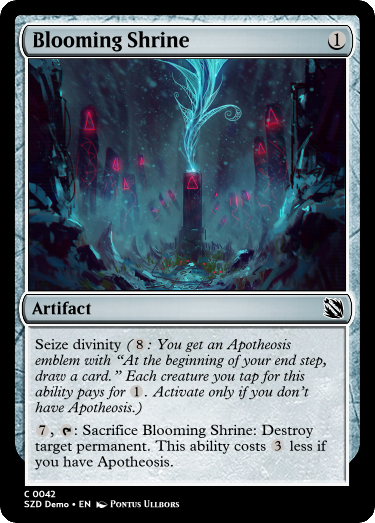 Blooming Shrine 1
Artifact
Seize divinity (8: You get an Apotheosis
emblem with “At the beginning of your end step,
draw a card.” Each creature you tap for this
ability pays for 1. Activate only if you don't
have Apotheosis.)
7, : Sacrifice Blooming Shrine: Destroy
target permanent. This ability costs 3 less if
you have Apotheosis.
C 0042
SZD Demo • EN Pontus Ullbors